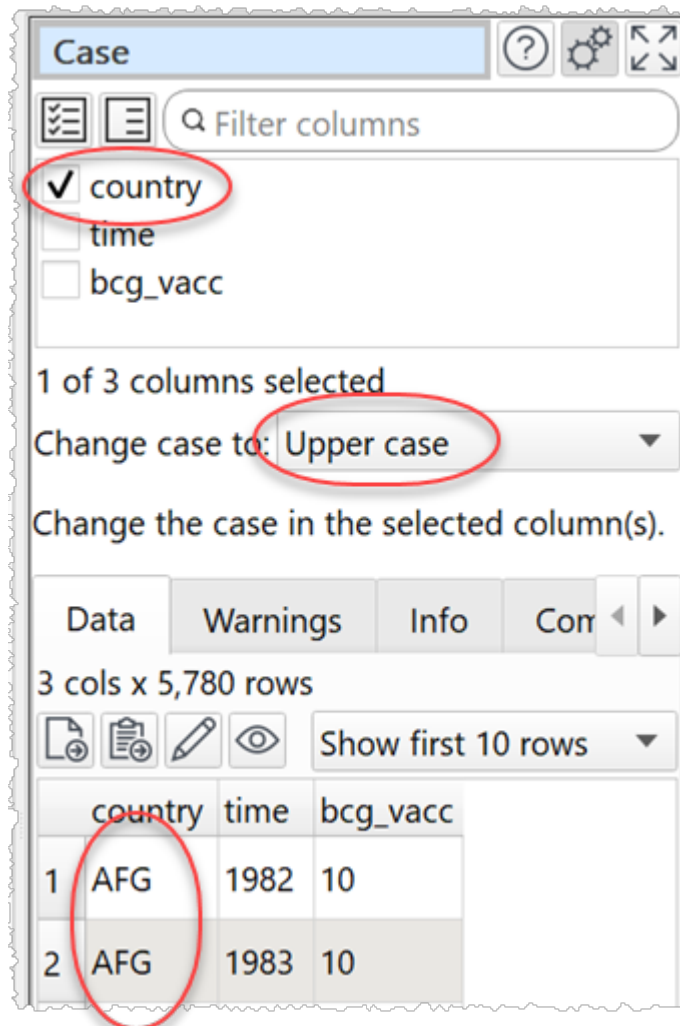 Case
Filter columns
country
time
bcg_vacc
1 of 3 columns selected
Change case to: Upper case
Change the case in the selected column(s).
Data Warnings Info Com
3 cols x 5,780 rows
Show first 10 rows
country time bcg_vacc
1 AFG 1982 10
2 AFG 1983 10